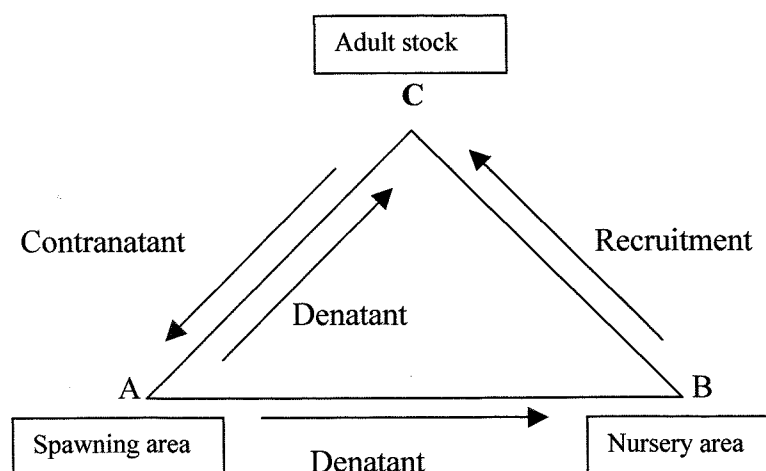 Adult stock
C
Contranatant
Recruitment
Denatant
A
B
Spawning area
Nursery area
Denatant